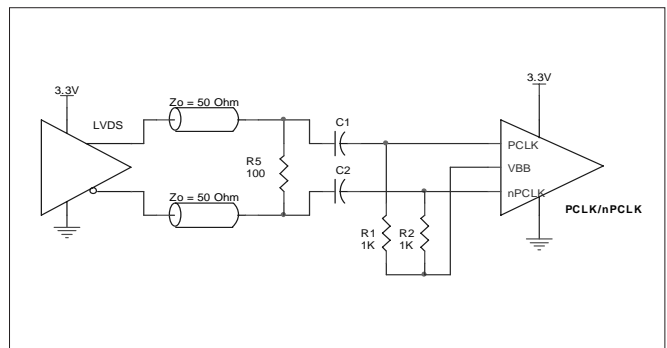 3.3V
Zo = 50 Ohm
LVDS
C1
3.3V
PCLK
R5
100
C2
VBB
nPCLK
Zo = 50 Ohm
PCLK/nPCLK
R1
1K
R2
1K